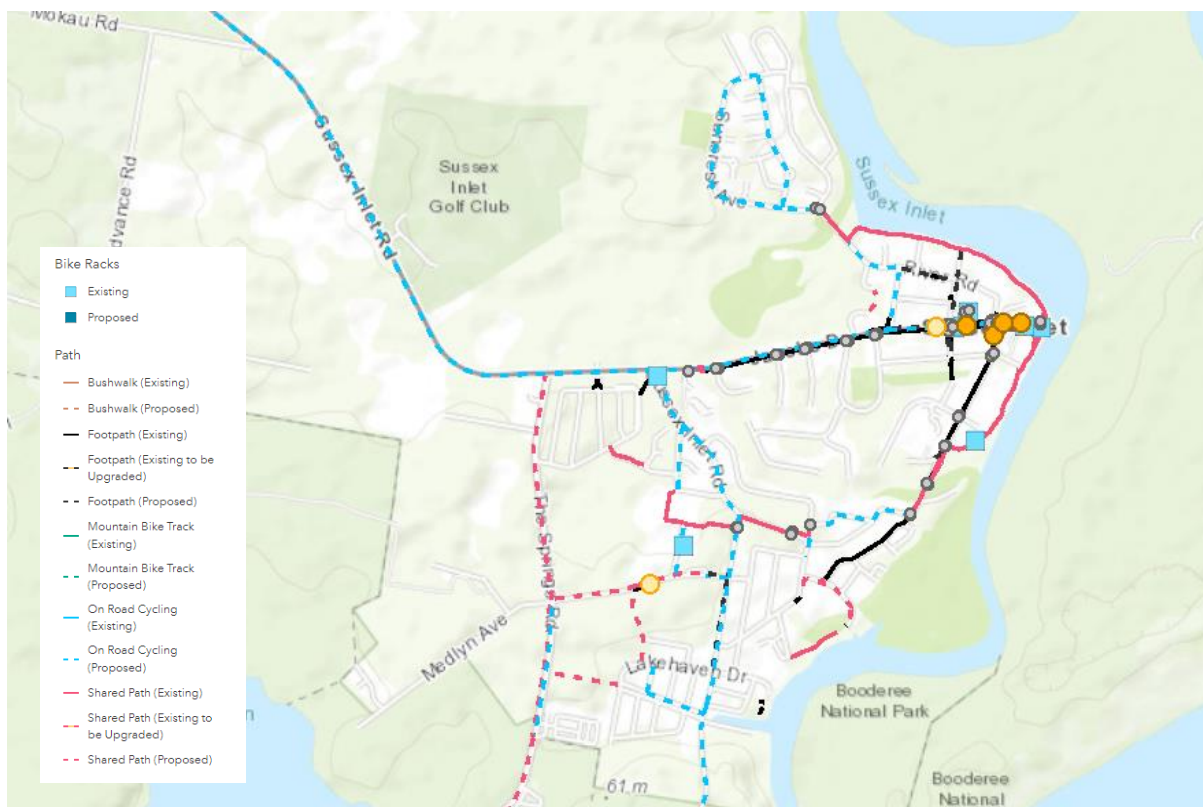 Mokau Rd
Sussex Inlet Rd
Sussex
Inlet
Golf Club
Sussex Inlet
River Rd
Medlyn Ave
The Springs Rd
Lakehaven Dr
Booderee
National Park
Booderee
National
61 m
Bike Racks
Existing
Proposed
Path
Bushwalk (Existing)
Bushwalk (Proposed)
Footpath (Existing)
Footpath (Existing to be
Upgraded)
Footpath (Proposed)
Mountain Bike Track
(Existing)
Mountain Bike Track
(Proposed)
On Road Cycling
(Existing)
On Road Cycling
(Proposed)
Shared Path (Existing)
Shared Path (Existing to
be Upgraded)
Shared Path (Proposed)